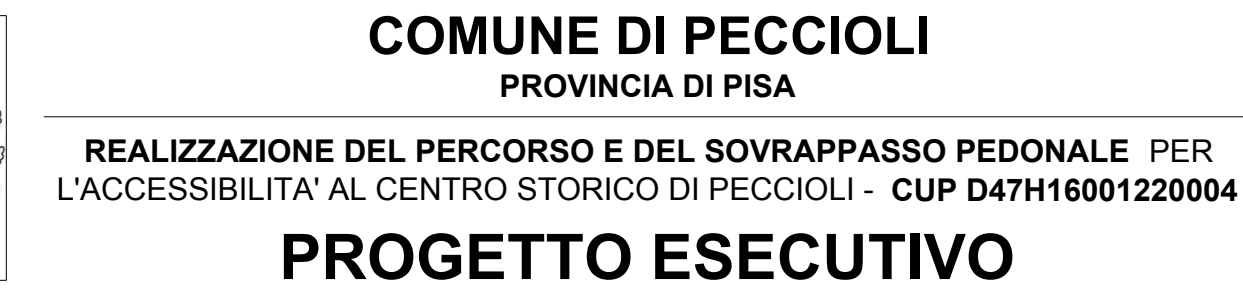 COMUNE DI PECCIOLI
PROVINCIA DI PISA
REALIZZAZIONE DEL PERCORSO E DEL SOVRAPPASSO PEDONALE PER
L'ACCESSIBILITA' AL CENTRO STORICO DI PECCIOLI - CUP D47H16001220004
PROGETTO ESECUTIVO